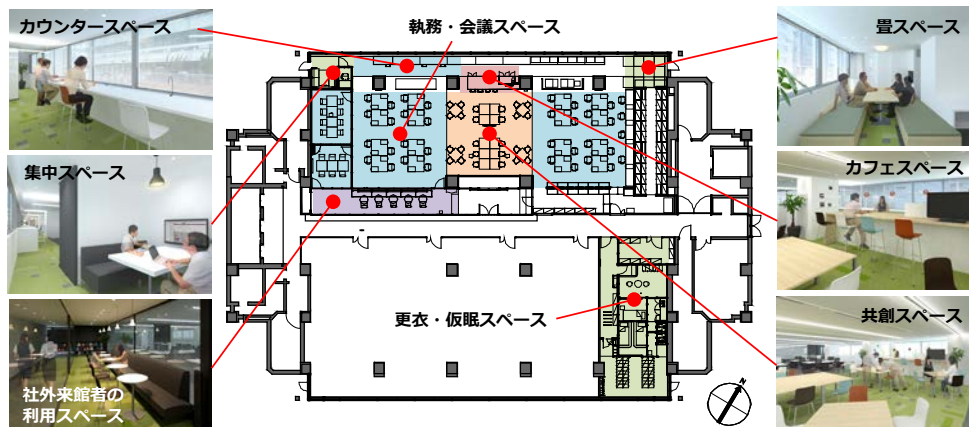 カウンタースペース
執務・会議スペース
畳スペース
集中スペース
カフェスペース
更衣・仮眠スペース
共創スペース
社外来館者の
利用スペース
N